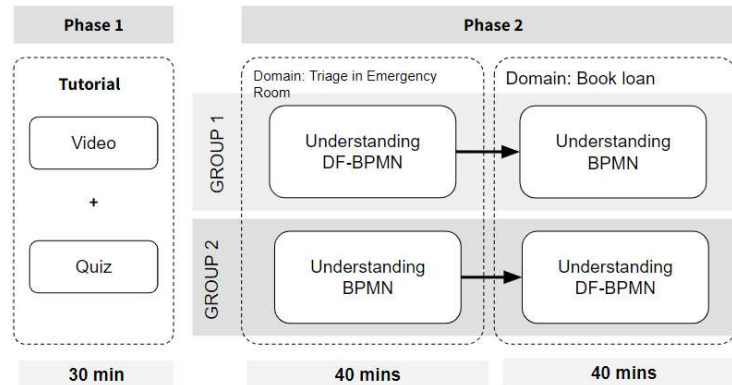 Phase 1
Phase 2
Tutorial
Video
+
Quiz
30 min
Domain: Triage in Emergency
Room
Domain: Book loan
GROUP 1
Understanding
DF-BPMN
Understanding
BPMN
GROUP 2
Understanding
BPMN
Understanding
DF-BPMN
40 mins
40 mins